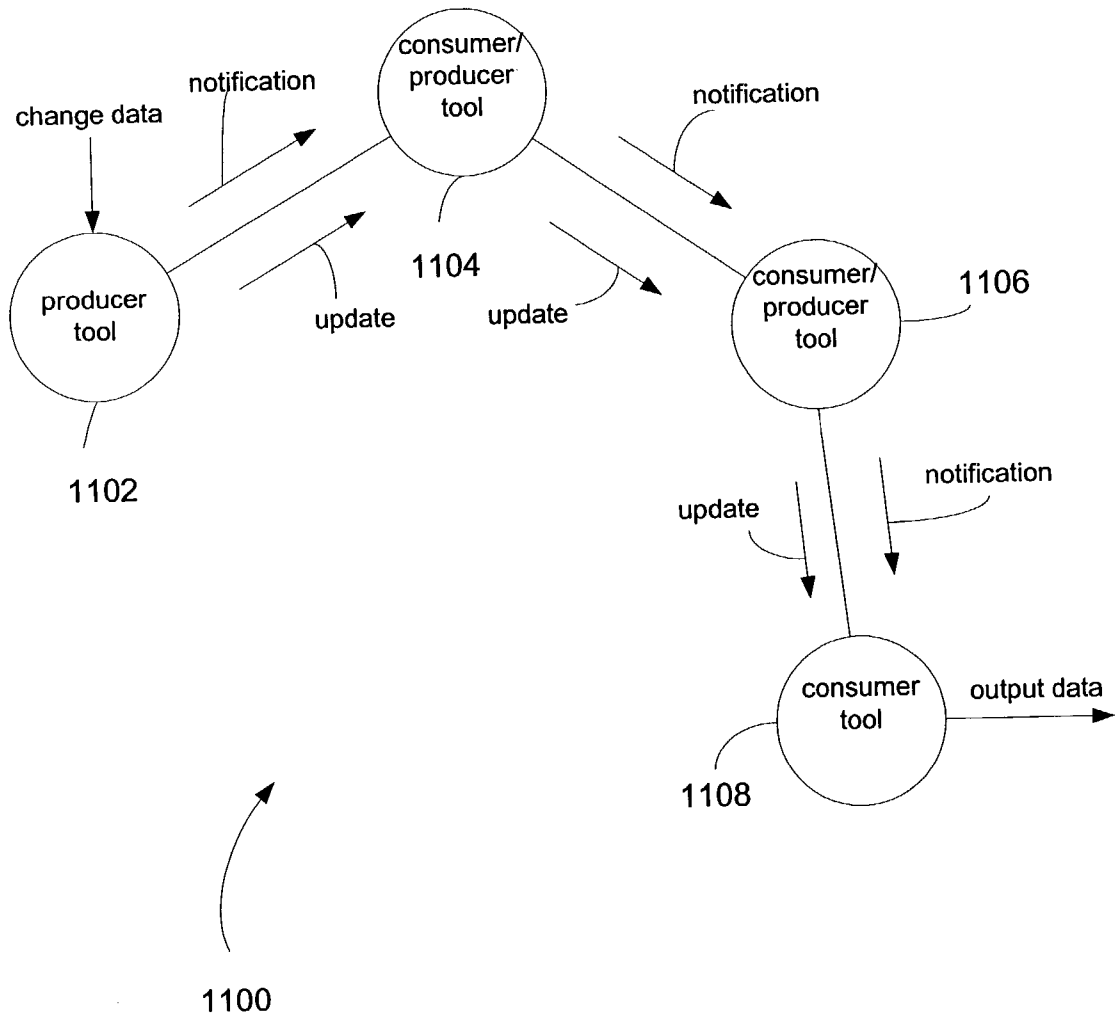 consumer/
producer
tool
notification
notification
change data
1104
producer
tool
update
update
consumer/
producer
tool
1106
1102
notification
update
consumer
tool
output data
1108
1100